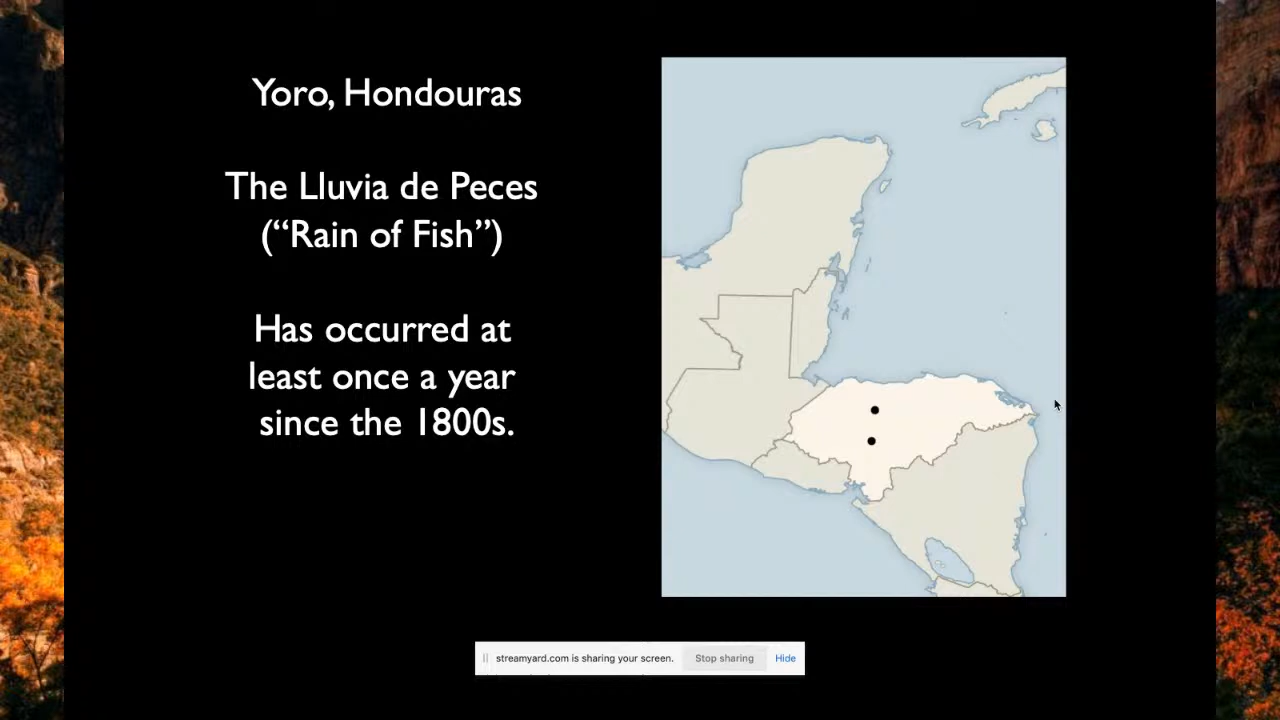 Yoro, Hondouras
The Lluvia de Peces
(“Rain of Fish”)
Has occurred at
least once a year
since the 1800s.
streamyard.com is sharing your screen. Stop sharing Hide